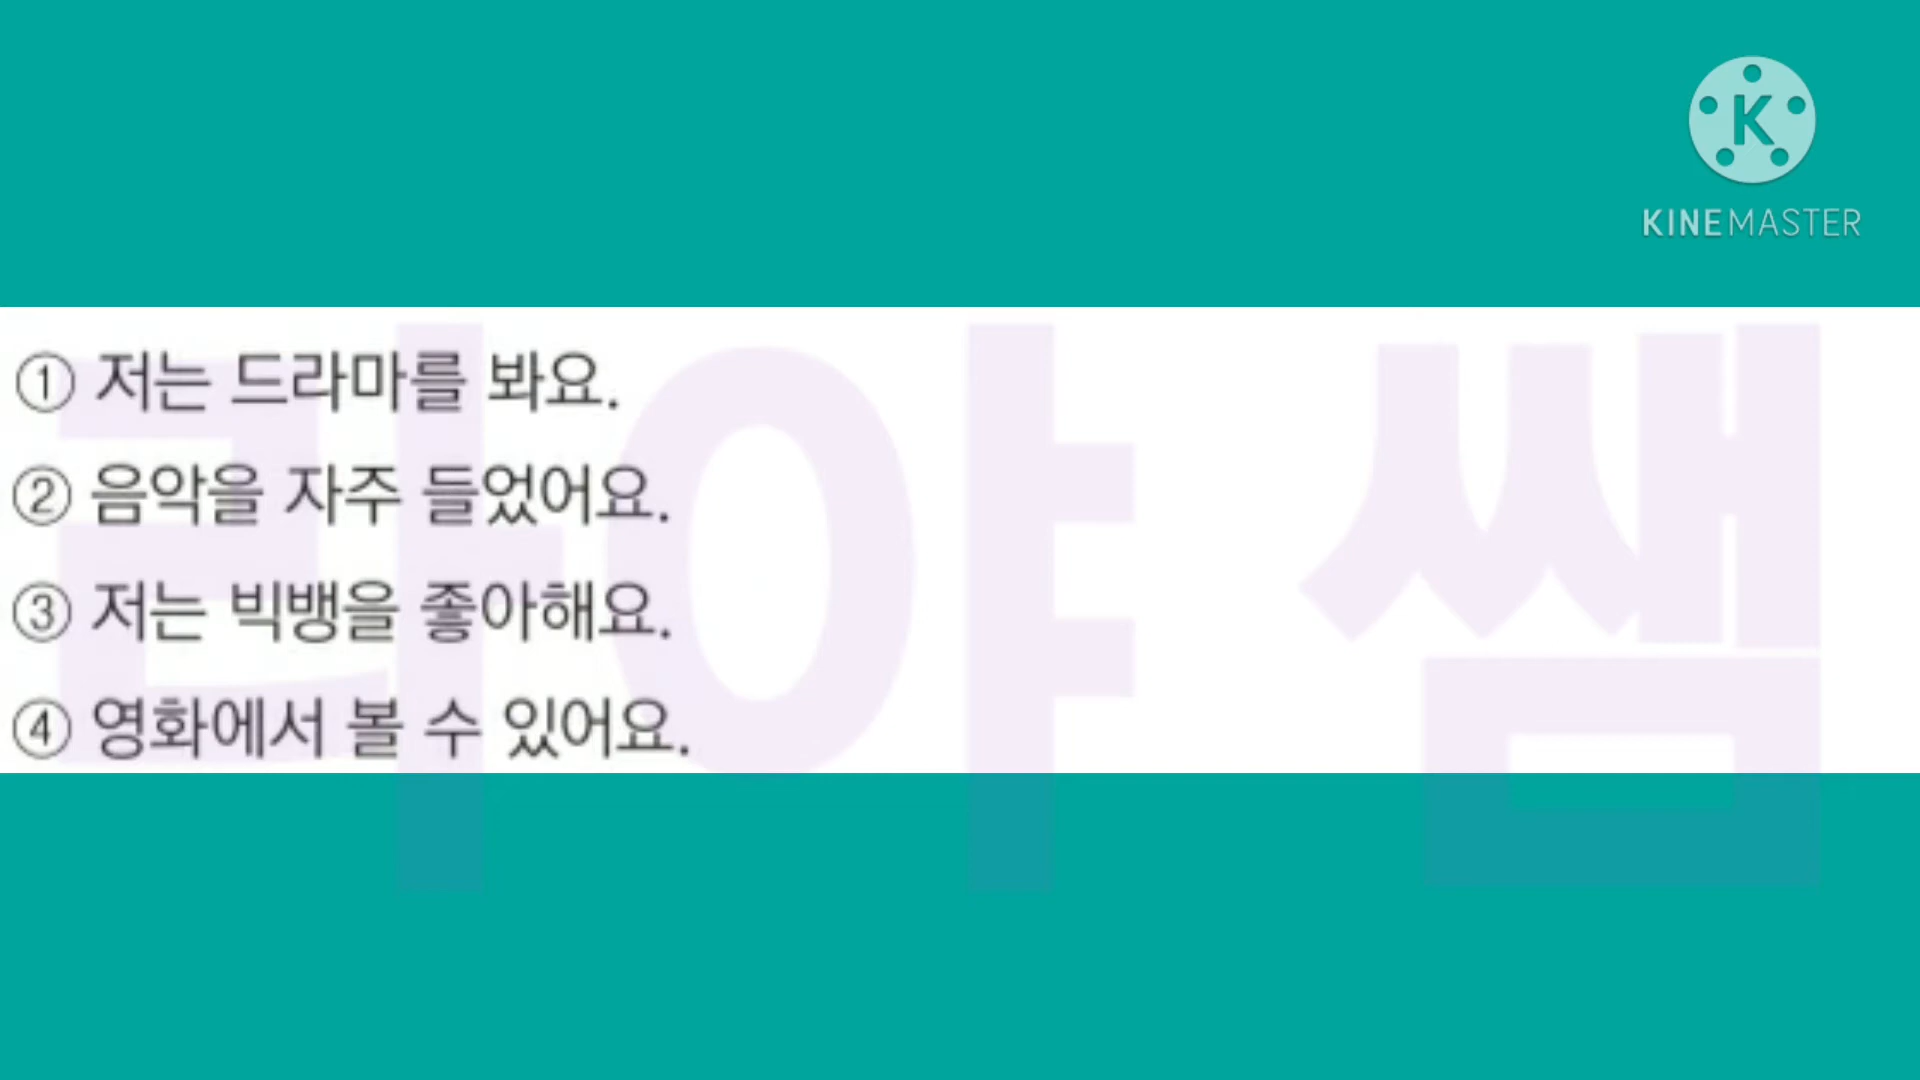 K
KINEMASTER
① 저는 드라마를 봐요.
② 음악을 자주 들었어요.
③ 저는 빅뱅을 좋아해요.
④ 영화에서 볼 수 있어요.
라야 쌤